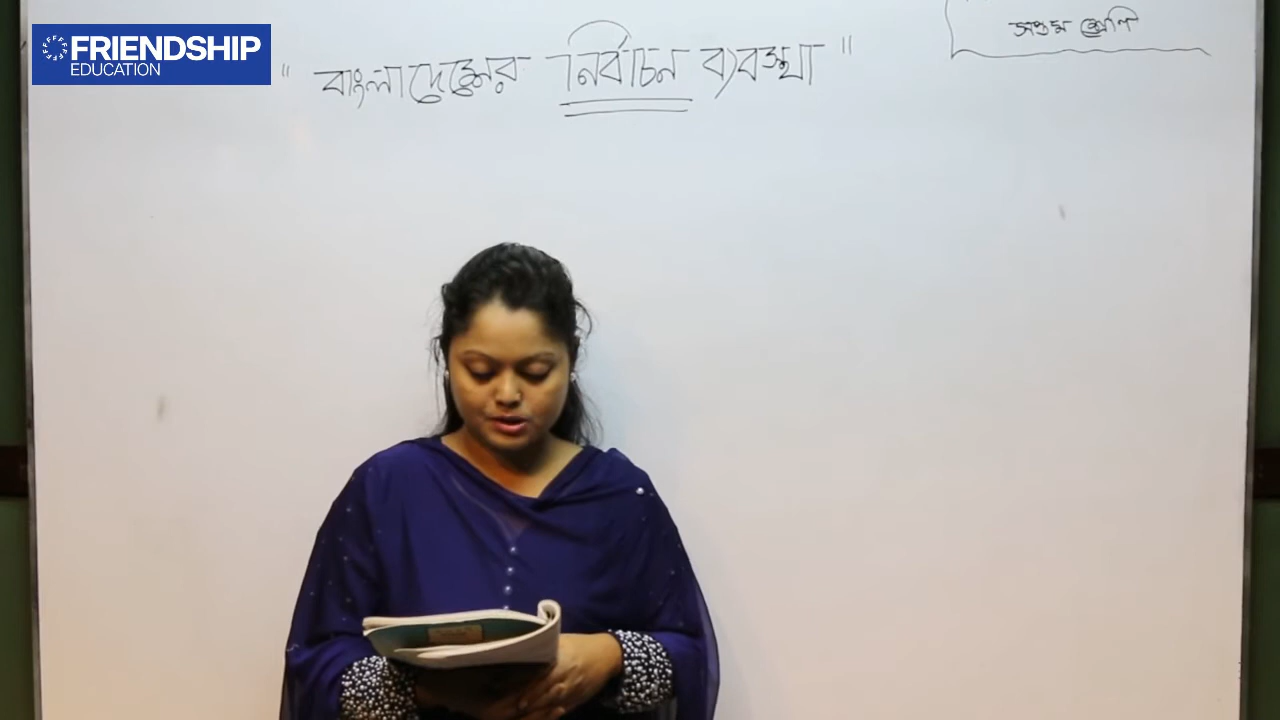 FRIENDSHIP
EDUCATION
" বাংলাদেশের নির্বাচন ব্যবস্থা "
সপ্তম শ্রেণি